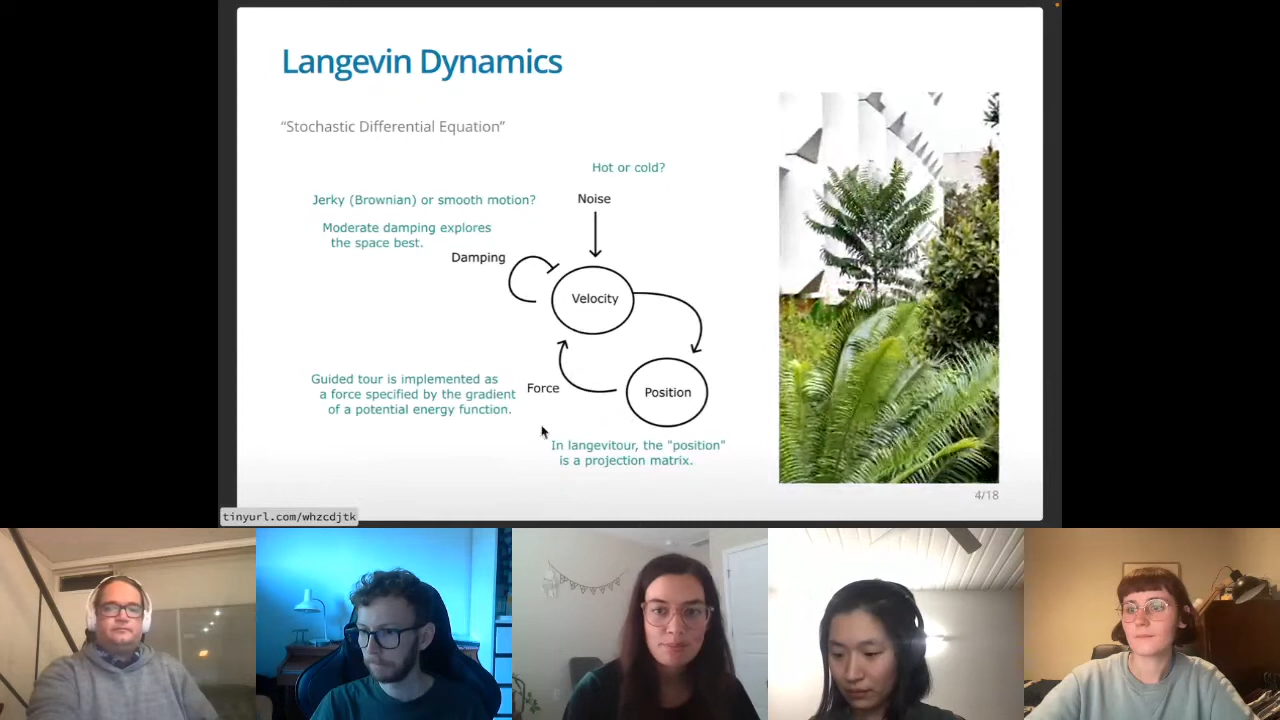 Langevin Dynamics
“Stochastic Differential Equation”
Hot or cold?
Jerky (Brownian) or smooth motion?
Noise
Moderate damping explores
the space best.
Damping
Velocity
Guided tour is implemented as
a force specified by the gradient
of a potential energy function.
Force
Position
In langevitour, the "position"
is a projection matrix.
4/18
tinyurl.com/whzcdjtk